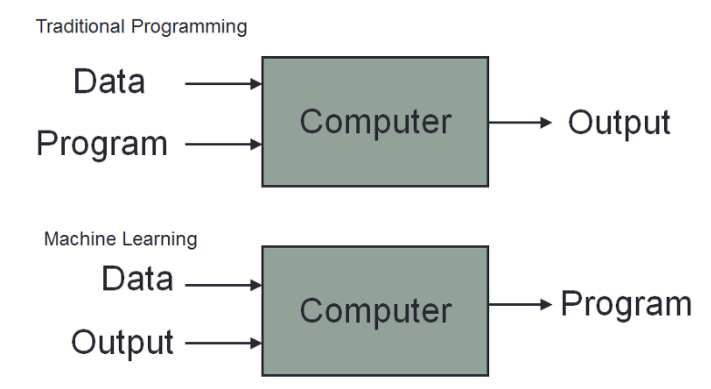 Traditional Programming
Data
Program
Computer
Output
Machine Learning
Data
Output
Computer
Program